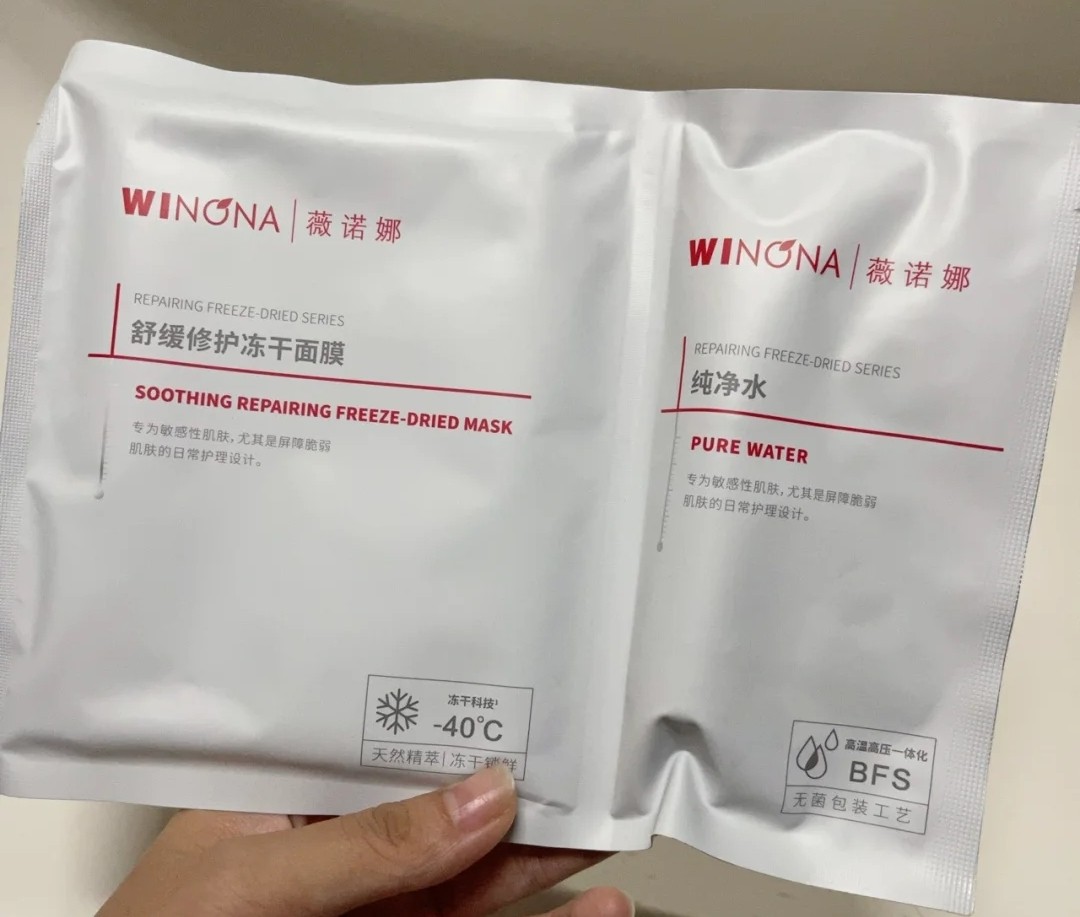 WINONA | 薇诺娜
REPAIRING FREEZE-DRIED SERIES
舒缓修护冻干面膜
SOOTHING REPAIRING FREEZE-DRIED MASK
专为敏感性肌肤，尤其是屏障脆弱
肌肤的日常护理设计。
冻干科技¹
-40℃
天然精萃 | 冻干锁鲜
WINONA | 薇诺娜
REPAIRING FREEZE-DRIED SERIES
纯净水
PURE WATER
专为敏感性肌肤，尤其是屏障脆弱
肌肤的日常护理设计。
高温高压一体化
BFS
无菌包装工艺